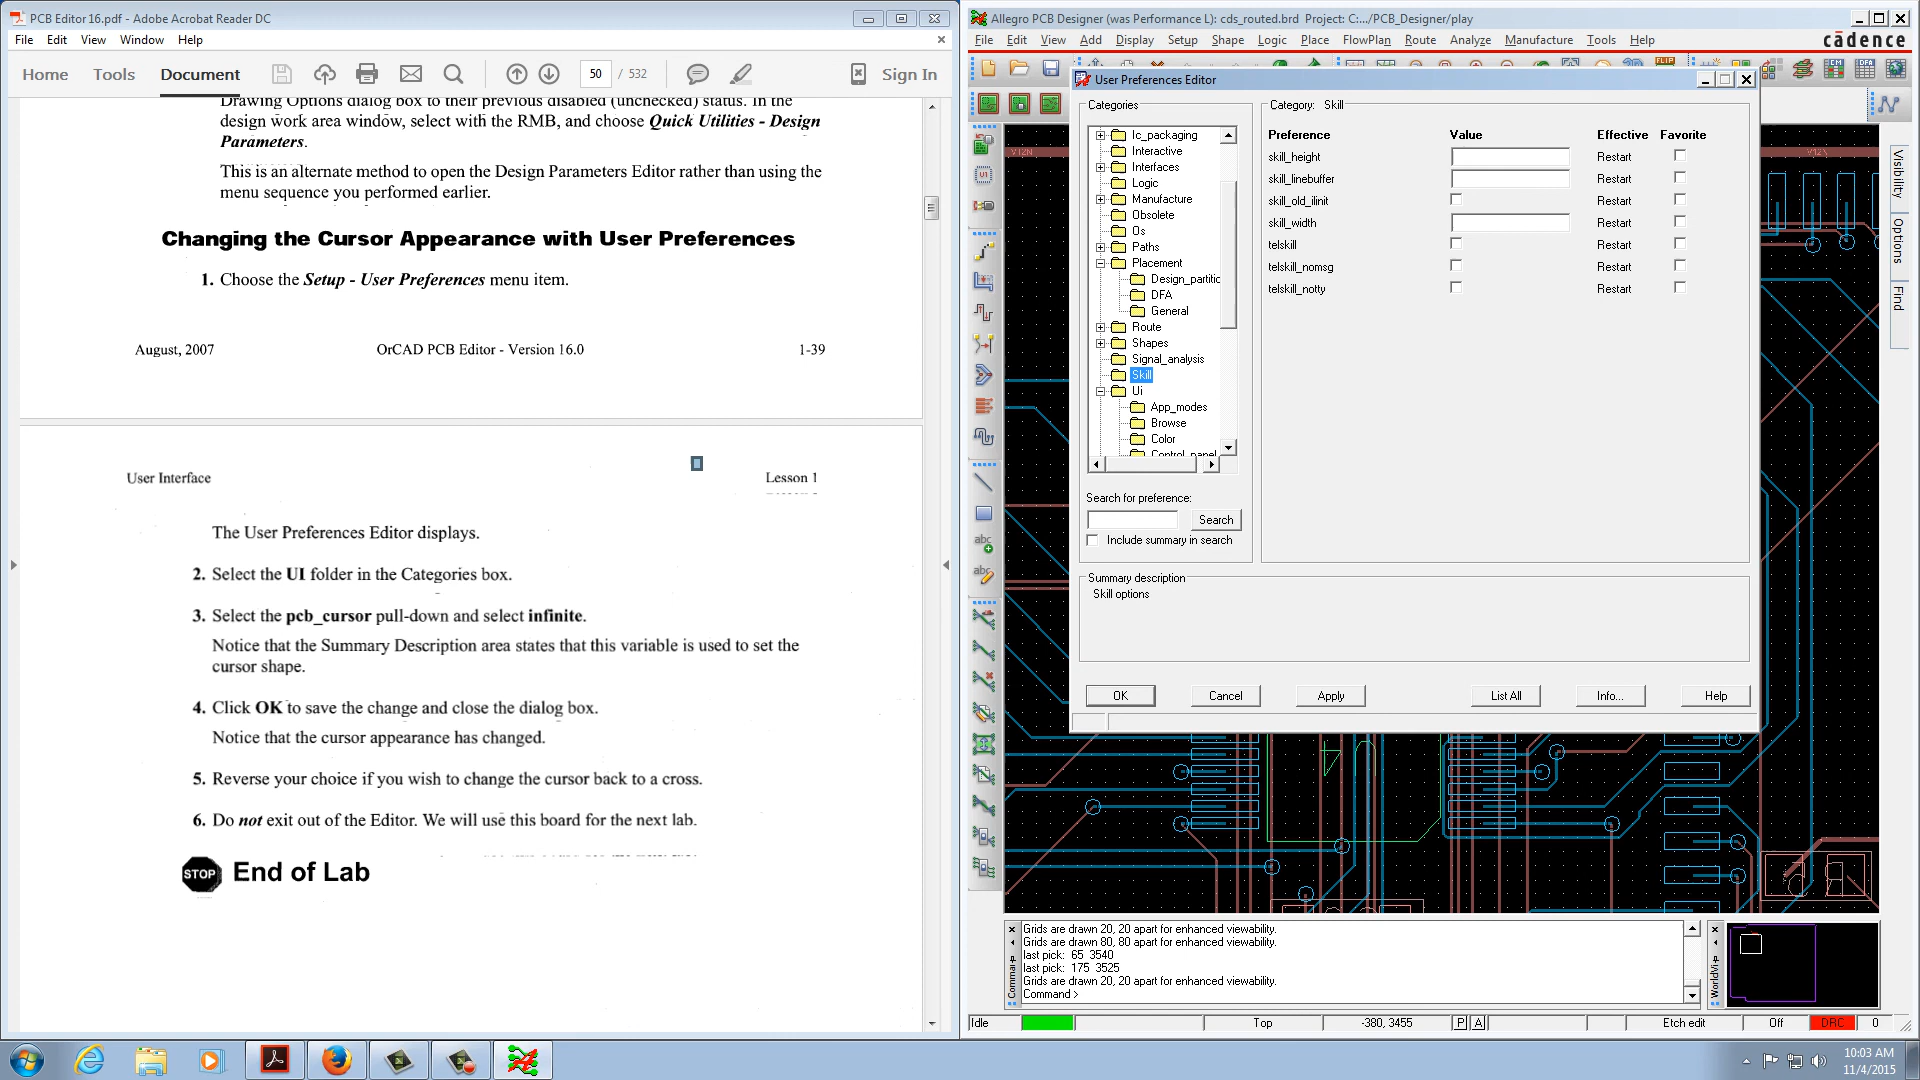 PCB Editor 16.pdf - Adobe Acrobat Reader DC
File Edit View Window Help
Home Tools Document 50 / 532 Sign In
Drawing Options dialog box to their previous disabled (unchecked) status. In the
design work area window, select with the RMB, and choose Quick Utilities - Design
Parameters.
This is an alternate method to open the Design Parameters Editor rather than using the
menu sequence you performed earlier.
Changing the Cursor Appearance with User Preferences
1. Choose the Setup - User Preferences menu item.
August, 2007 OrCAD PCB Editor - Version 16.0 1-39
User Interface Lesson 1
The User Preferences Editor displays.
2. Select the UI folder in the Categories box.
3. Select the pcb_cursor pull-down and select infinite.
Notice that the Summary Description area states that this variable is used to set the
cursor shape.
4. Click OK to save the change and close the dialog box.
Notice that the cursor appearance has changed.
5. Reverse your choice if you wish to change the cursor back to a cross.
6. Do not exit out of the Editor. We will use this board for the next lab.
STOP End of Lab
Allegro PCB Designer (was Performance L): cds_routed.brd Project: C:.../PCB_Designer/play
File Edit View Add Display Setup Shape Logic Place FlowPlan Route Analyze Manufacture Tools Help
cādence
User Preferences Editor
Categories
Ic_packaging
Interactive
Interfaces
Logic
Manufacture
Obsolete
Os
Paths
Placement
Design_partitic
DFA
General
Route
Shapes
Signal_analysis
Skill
Ui
App_modes
Browse
Color
Control_panel
Search for preference:
Search
Include summary in search
Category: Skill
Preference Value Effective Favorite
skill_height Restart
skill_linebuffer Restart
skill_old_ilinit Restart
skill_width Restart
telskill Restart
telskill_nomsg Restart
telskill_notty Restart
Summary description
Skill options
OK Cancel Apply List All Info... Help
Visibility
Options
Find
Grids are drawn 20, 20 apart for enhanced viewability.
Grids are drawn 80, 80 apart for enhanced viewability.
last pick: 65 3540
last pick: 175 3525
Grids are drawn 20, 20 apart for enhanced viewability.
Command >
Idle Top -380, 3455 P A Etch edit Off DRC 0
10:03 AM
11/4/2015